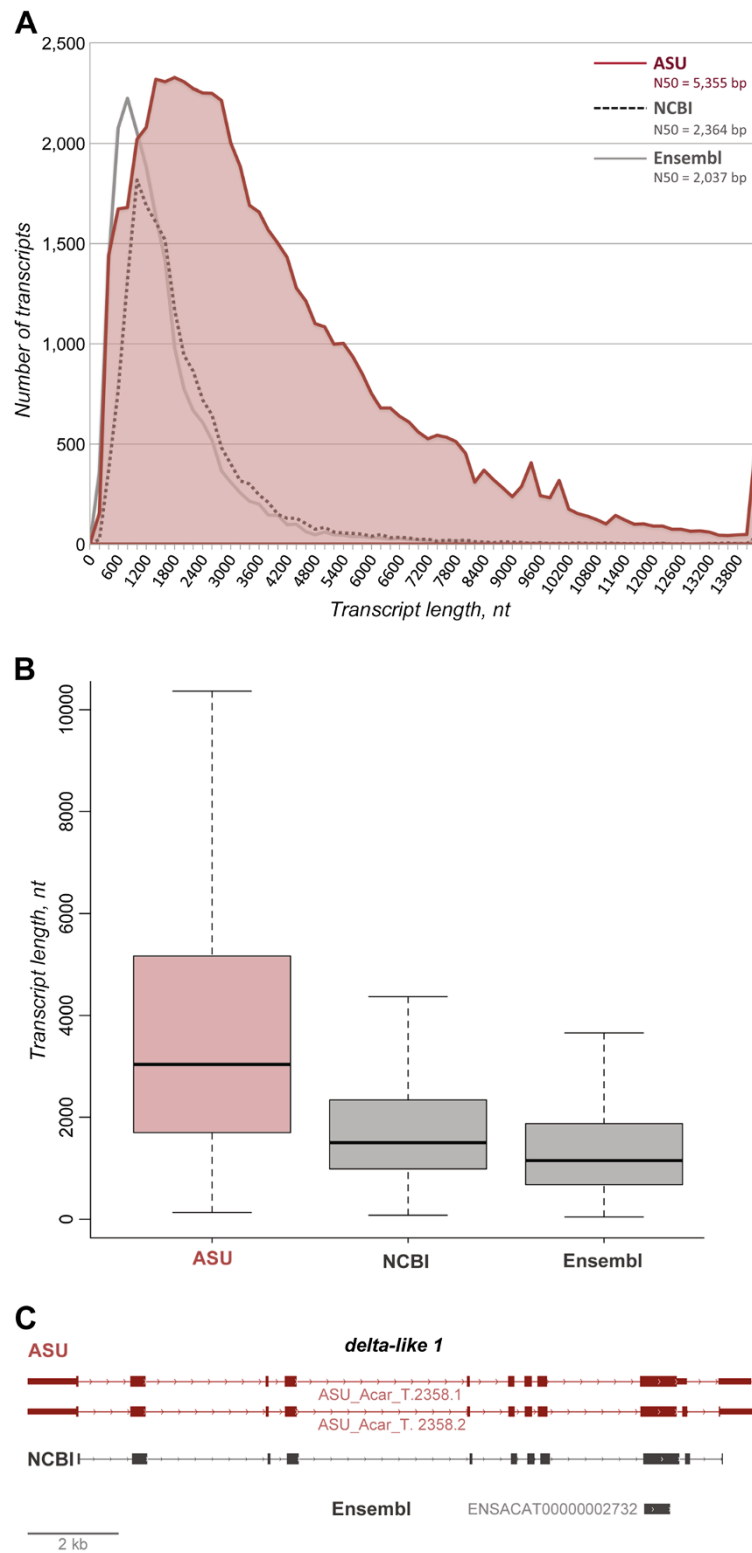 A
2,500
2,000
1,500
1,000
500
0
Number of transcripts
ASU
N50 = 5,355 bp
NCBI
N50 = 2,364 bp
Ensembl
N50 = 2,037 bp
0
600
1200
1800
2400
3000
3600
4200
4800
5400
6000
6600
7200
7800
8400
9000
9600
10200
10800
11400
12000
12600
13200
13800
Transcript length, nt
B
10000
8000
6000
4000
2000
0
Transcript length, nt
ASU NCBI Ensembl
C
ASU delta-like 1
ASU_Acar_T.2358.1
ASU_Acar_T. 2358.2
NCBI
Ensembl ENSACAT00000002732
2 kb